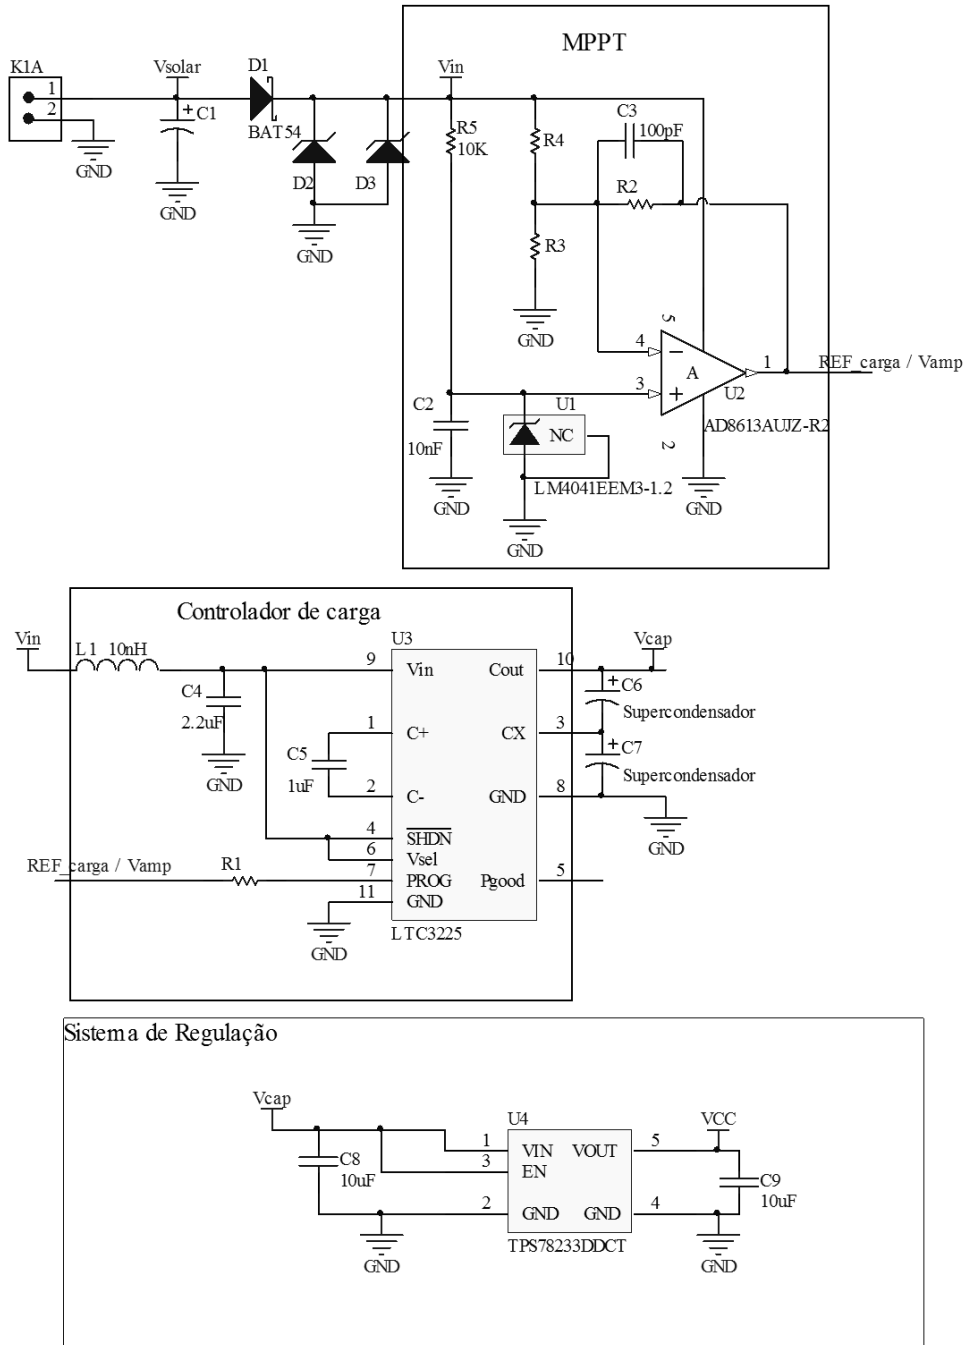 MPPT
K1A
1
2
GND
Vsolar
+
C1
GND
D1
BAT54
D2
D3
GND
Vin
R5
10K
R4
R3
GND
C3
100pF
R2
5
4
3
−
+
A
1
U2
2
AD8613AUJZ-R2
REF_carga / Vamp
GND
C2
10nF
GND
U1
NC
LM4041EEM3-1.2
GND
Controlador de carga
Vin
L1 10nH
C4
2.2uF
GND
C5
1uF
U3
9 Vin Cout 10
1 C+ CX 3
2 C- GND 8
4 SHDN
6 Vsel
7 PROG Pgood 5
11 GND
LTC3225
REF_carga / Vamp
R1
GND
Vcap
+
C6
Supercondensador
+
C7
Supercondensador
GND
Sistema de Regulação
Vcap
C8
10uF
GND
U4
1 VIN VOUT 5
3 EN
2 GND GND 4
TPS78233DDCT
VCC
C9
10uF
GND